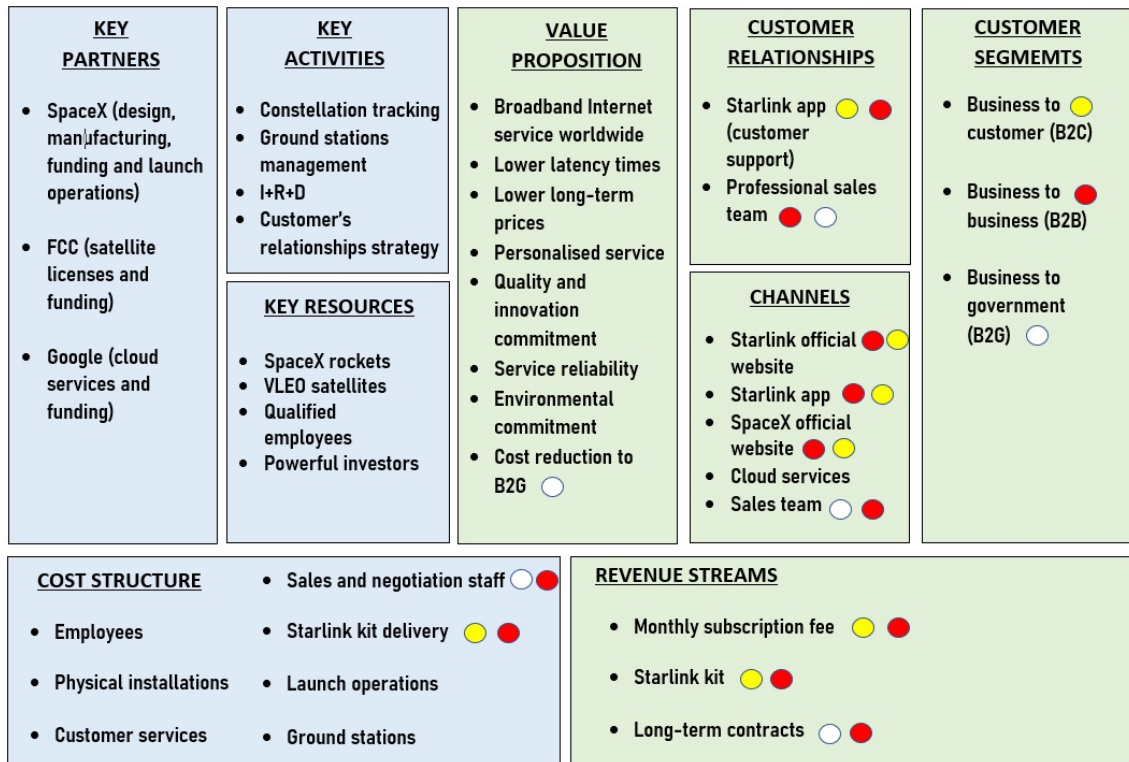 KEY
PARTNERS
• SpaceX (design,
manufacturing,
funding and launch
operations)
• FCC (satellite
licenses and
funding)
• Google (cloud
services and
funding)
KEY
ACTIVITIES
• Constellation tracking
• Ground stations
management
• I+R+D
• Customer's
relationships strategy
KEY RESOURCES
• SpaceX rockets
• VLEO satellites
• Qualified
employees
• Powerful investors
VALUE
PROPOSITION
• Broadband Internet
service worldwide
• Lower latency times
• Lower long-term
prices
• Personalised service
• Quality and
innovation
commitment
• Service reliability
• Environmental
commitment
• Cost reduction to
B2G
CUSTOMER
RELATIONSHIPS
• Starlink app
(customer
support)
• Professional sales
team
CHANNELS
• Starlink official
website
• Starlink app
• SpaceX official
website
• Cloud services
• Sales team
CUSTOMER
SEGMEMTS
• Business to
customer (B2C)
• Business to
business (B2B)
• Business to
government
(B2G)
COST STRUCTURE
• Employees
• Physical installations
• Customer services
• Sales and negotiation staff
• Starlink kit delivery
• Launch operations
• Ground stations
REVENUE STREAMS
• Monthly subscription fee
• Starlink kit
• Long-term contracts